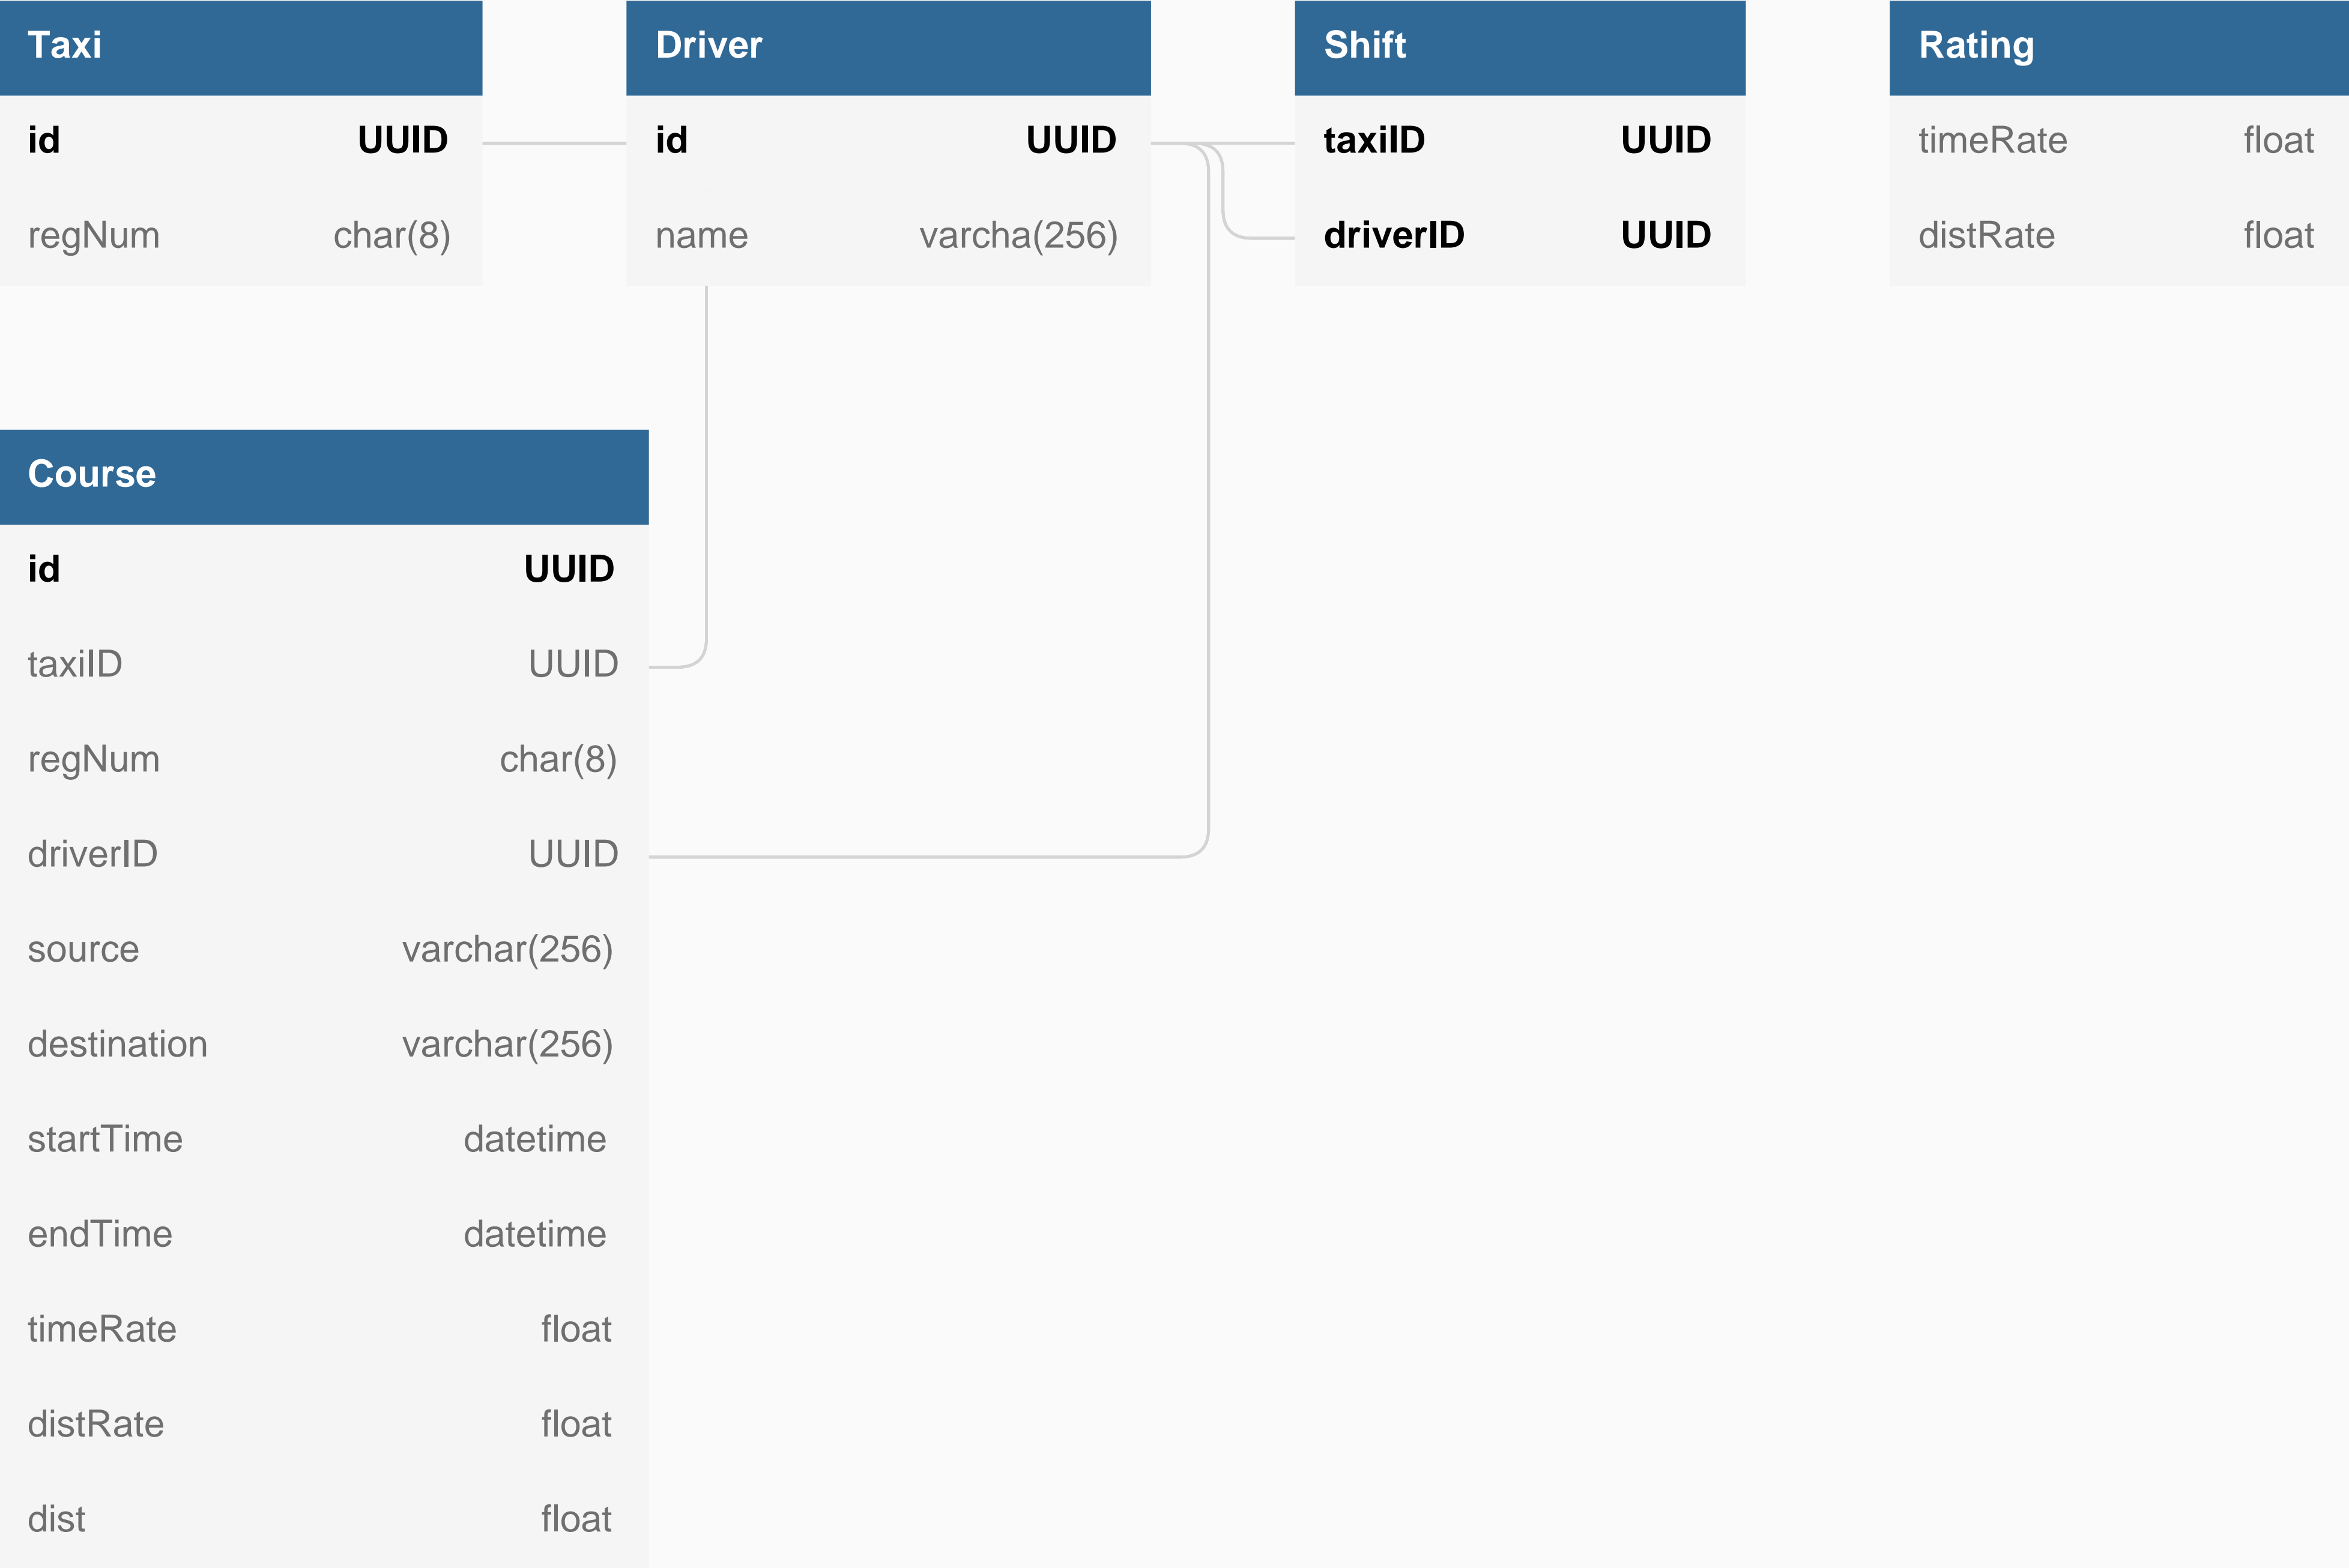 Taxi
id UUID
regNum char(8)
Driver
id UUID
name varcha(256)
Shift
taxiID UUID
driverID UUID
Rating
timeRate float
distRate float
Course
id UUID
taxiID UUID
regNum char(8)
driverID UUID
source varchar(256)
destination varchar(256)
startTime datetime
endTime datetime
timeRate float
distRate float
dist float